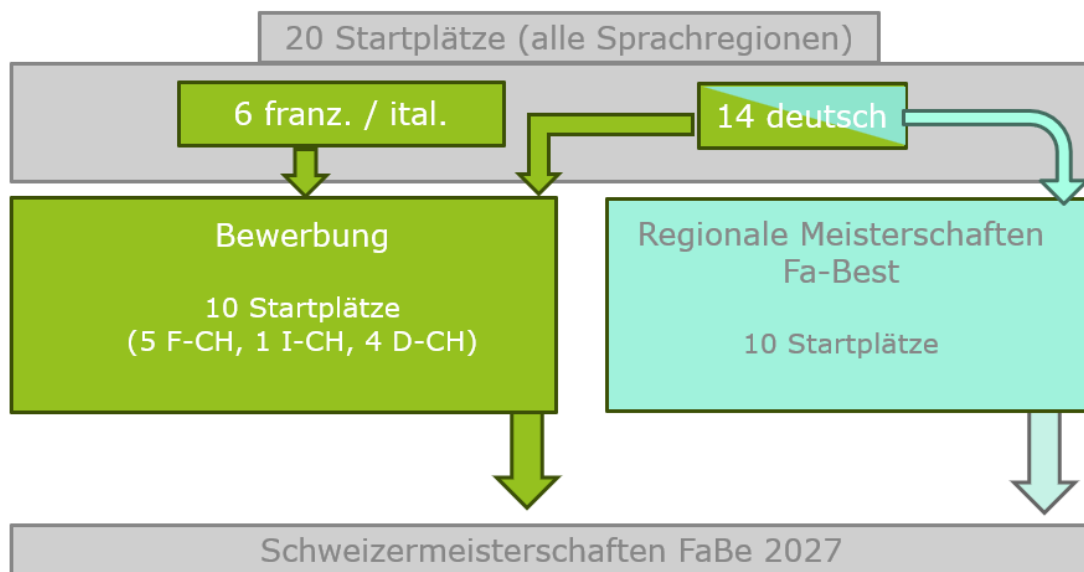 20 Startplätze (alle Sprachregionen)
6 franz. / ital.
14 deutsch
Bewerbung
10 Startplätze
(5 F-CH, 1 I-CH, 4 D-CH)
Regionale Meisterschaften
Fa-Best
10 Startplätze
Schweizermeisterschaften FaBe 2027